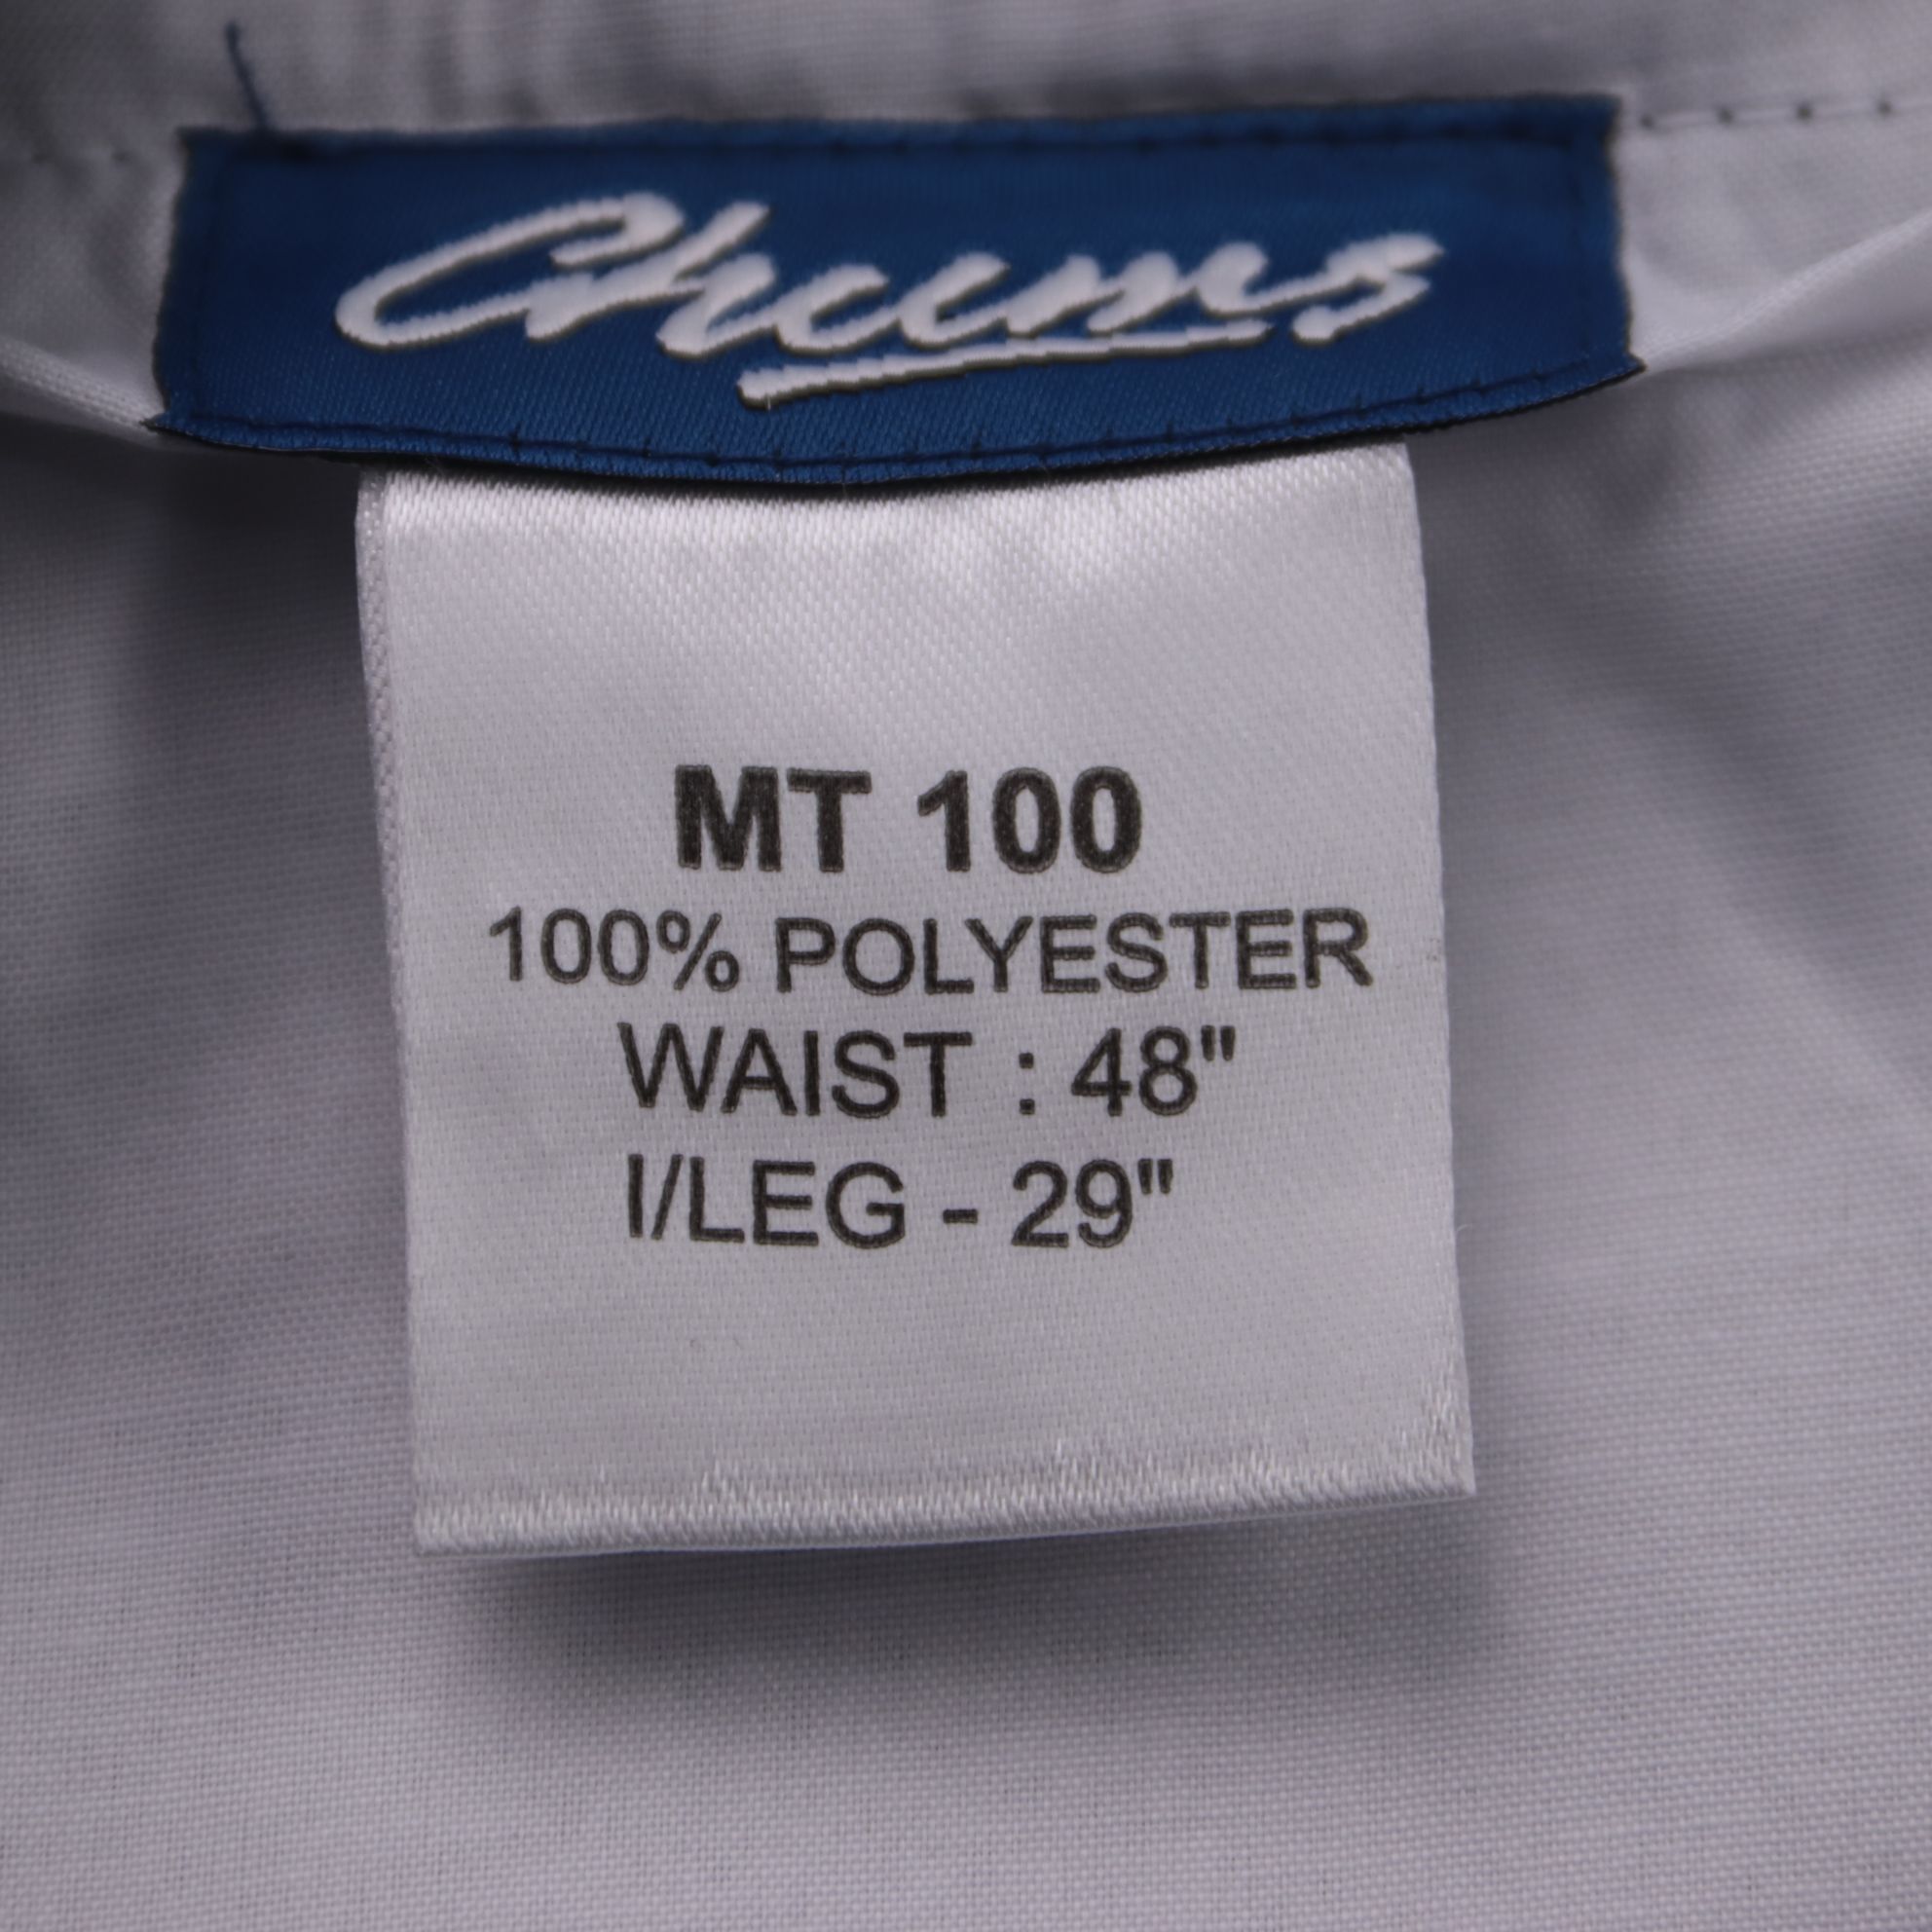 Chums
MT 100
100% POLYESTER
WAIST : 48"
I/LEG - 29"